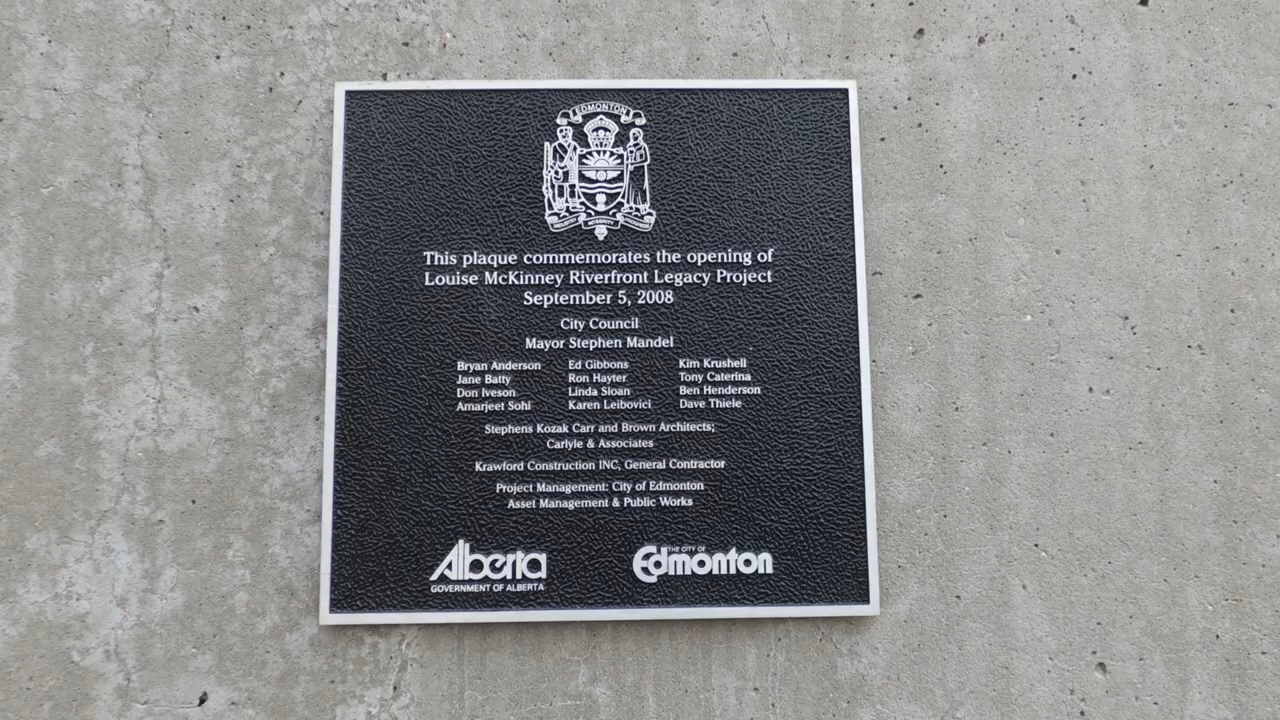 EDMONTON
INDUSTRY INTEGRITY PROGRESS
This plaque commemorates the opening of
Louise McKinney Riverfront Legacy Project
September 5, 2008
City Council
Mayor Stephen Mandel
Bryan Anderson Ed Gibbons Kim Krushell
Jane Batty Ron Hayter Tony Caterina
Don Iveson Linda Sloan Ben Henderson
Amarjeet Sohi Karen Leibovici Dave Thiele
Stephens Kozak Carr and Brown Architects;
Carlyle & Associates
Krawford Construction INC, General Contractor
Project Management: City of Edmonton
Asset Management & Public Works
Alberta
GOVERNMENT OF ALBERTA
THE CITY OF
Edmonton